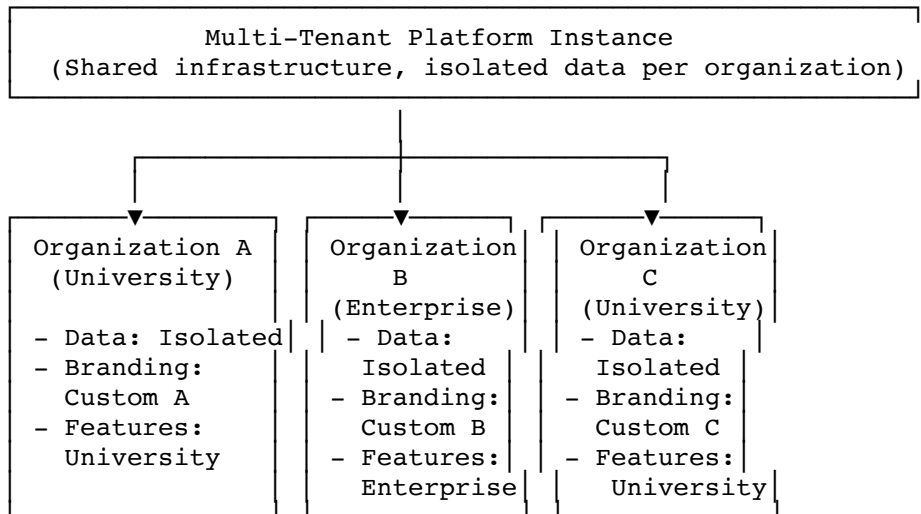 Multi-Tenant Platform Instance
(Shared infrastructure, isolated data per organization)
Organization A
(University)
- Data: Isolated
- Branding:
Custom A
- Features:
University
Organization
B
(Enterprise)
- Data:
Isolated
- Branding:
Custom B
- Features:
Enterprise
Organization
C
(University)
- Data:
Isolated
- Branding:
Custom C
- Features:
University